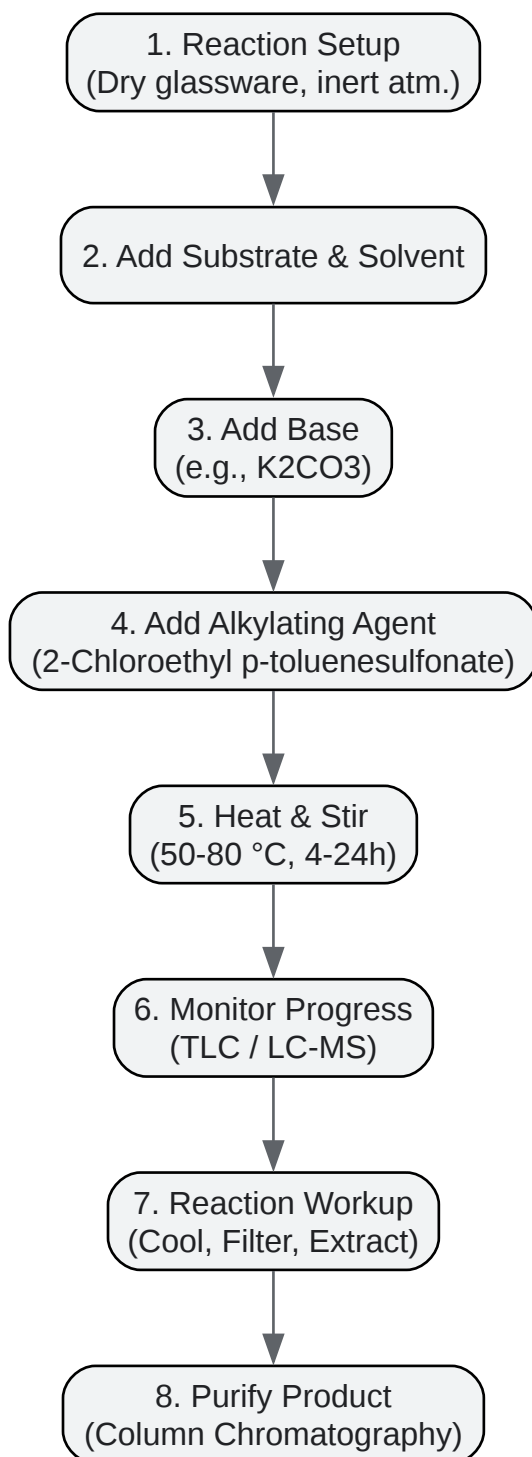 1. Reaction Setup
(Dry glassware, inert atm.)
2. Add Substrate & Solvent
3. Add Base
(e.g., K2CO3)
4. Add Alkylating Agent
(2-Chloroethyl p-toluenesulfonate)
5. Heat & Stir
(50-80 °C, 4-24h)
6. Monitor Progress
(TLC / LC-MS)
7. Reaction Workup
(Cool, Filter, Extract)
8. Purify Product
(Column Chromatography)